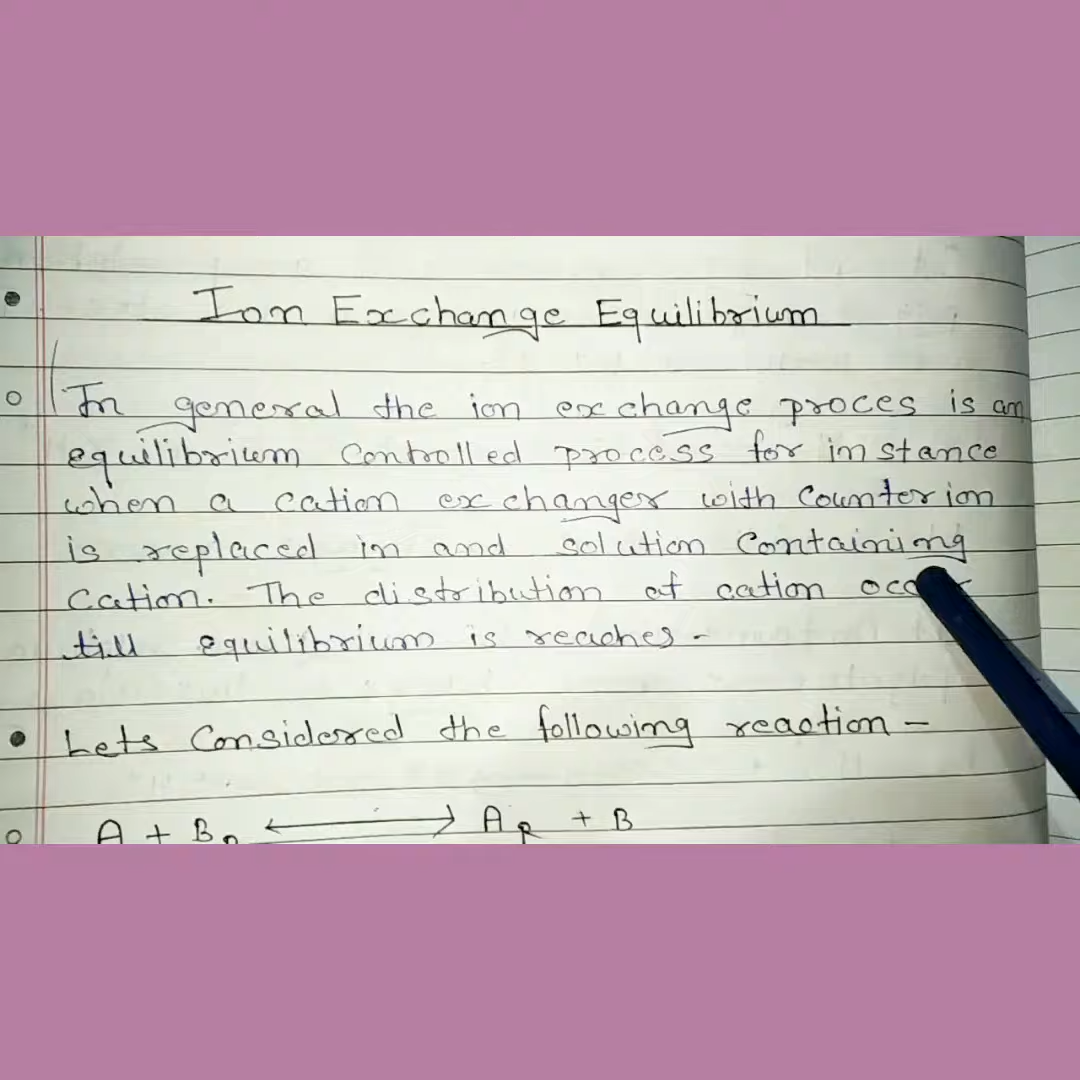 Ion Exchange Equilibrium
In general the ion exchange proces is an
equilibrium Controlled process for instance
when a cation exchanger with Counter ion
is replaced in and solution Containing
Cation. The distribution of cation
till equilibrium is reaches -
Lets Considered the following reaction -
A + B ⟷ A_R + B